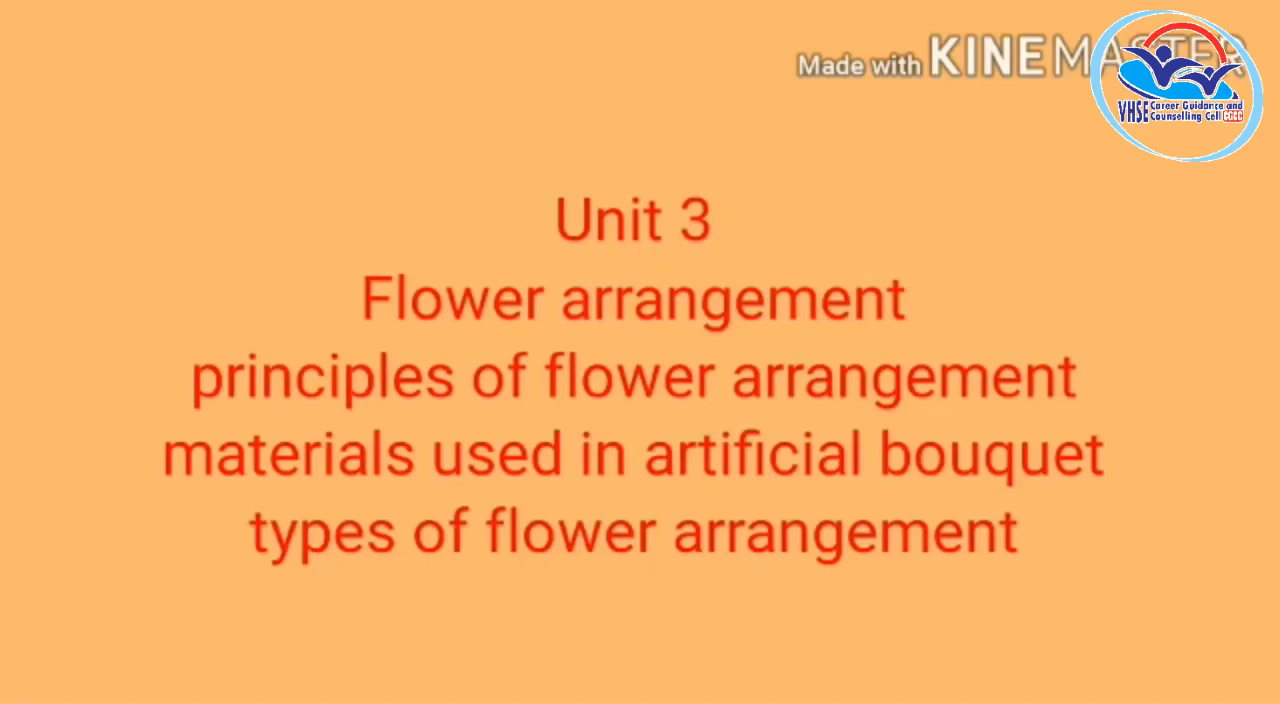 Made with KINEMASTER
VHSE Career Guidance and
Counselling Cell CGCC
Unit 3
Flower arrangement
principles of flower arrangement
materials used in artificial bouquet
types of flower arrangement